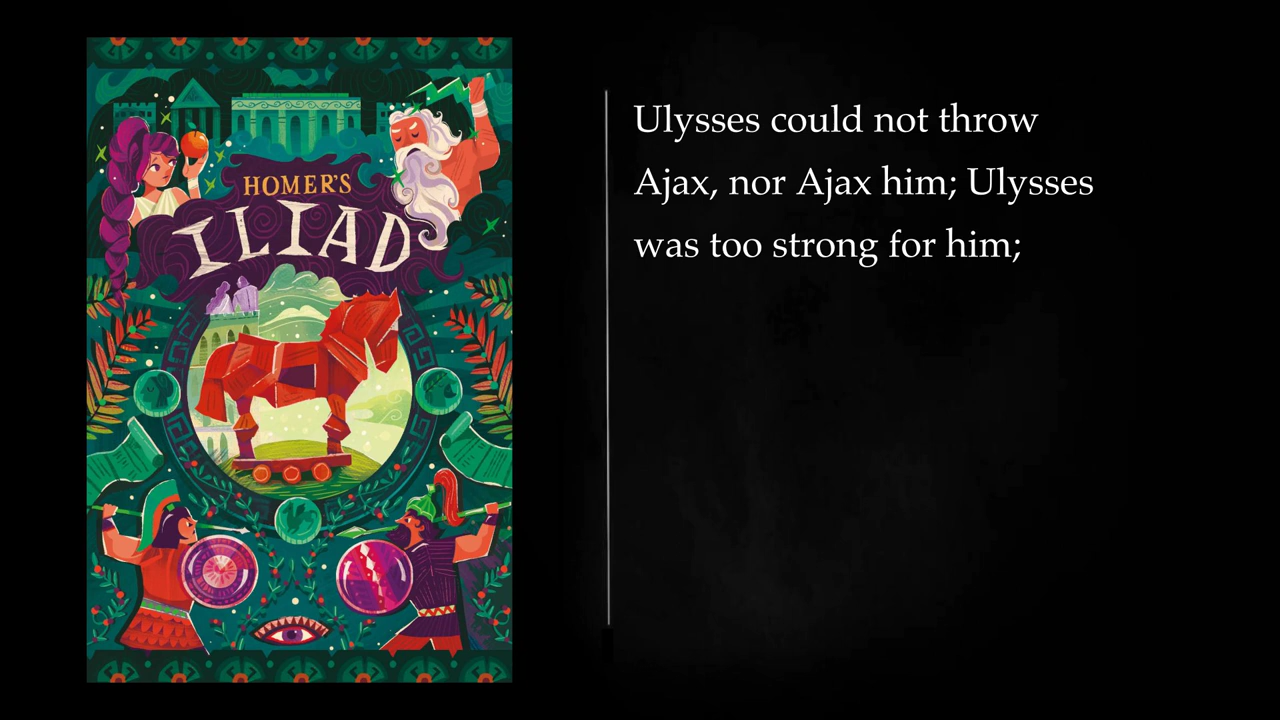 HOMER'S
ILIAD
Ulysses could not throw
Ajax, nor Ajax him; Ulysses
was too strong for him;